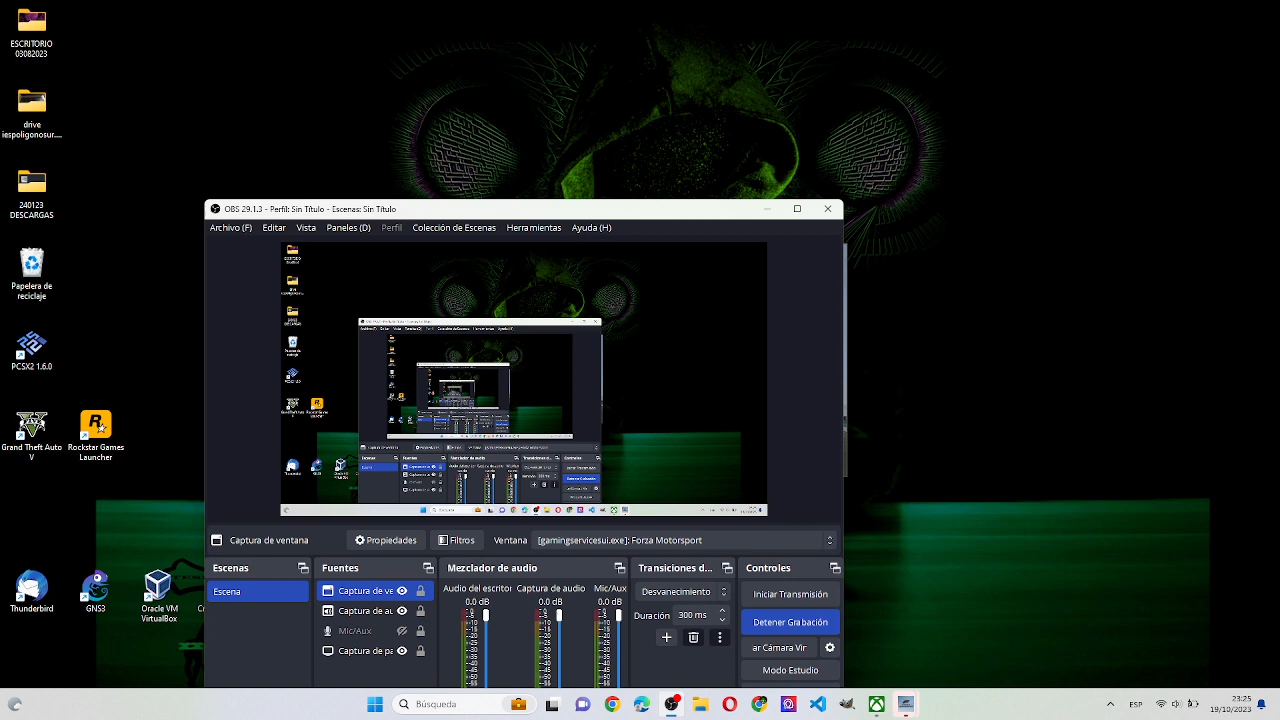 ESCRITORIO
03082023
drive
iespoligonosur....
240123
DESCARGAS
Papelera de
reciclaje
PCSX2 1.6.0
Grand Theft Auto
V
Rockstar Games
Launcher
Thunderbird
GNS3
Oracle VM
VirtualBox
OBS 29.1.3 - Perfil: Sin Título - Escenas: Sin Título
Archivo (F) Editar Vista Paneles (D) Perfil Colección de Escenas Herramientas Ayuda (H)
Captura de ventana Propiedades Filtros Ventana [gamingservicesui.exe]: Forza Motorsport
Escenas
Escena
Fuentes
Captura de ve
Captura de au
Mic/Aux
Captura de pa
Mezclador de audio
Audio del escritor Captura de audio Mic/Aux
0.0 dB 0.0 dB 0.0 dB
Transiciones d...
Desvanecimiento
Duración 300 ms
Controles
Iniciar Transmisión
Detener Grabación
ar Cámara Vir
Modo Estudio
Búsqueda
ESP
23:25
19/10/2023